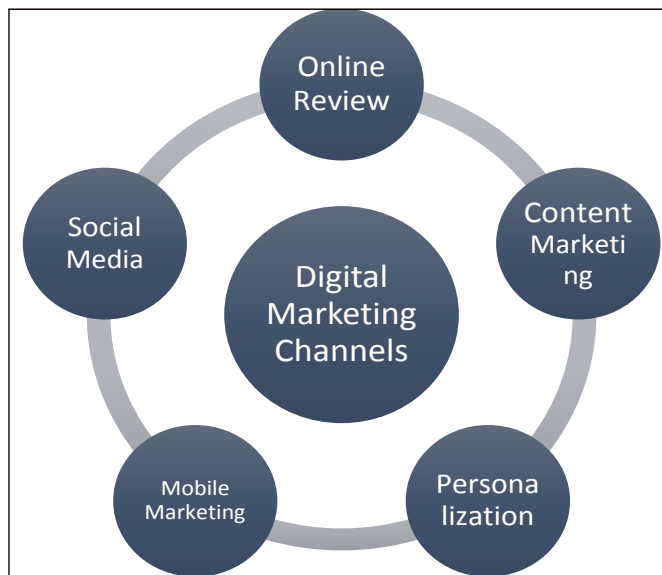 Online
Review
Content
Marketi
ng
Persona
lization
Mobile
Marketing
Social
Media
Digital
Marketing
Channels